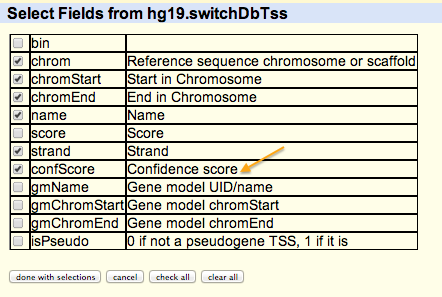 Select Fields from hg19.switchDbTss
bin
chrom Reference sequence chromosome or scaffold
chromStart Start in Chromosome
chromEnd End in Chromosome
name Name
score Score
strand Strand
confScore Confidence score
gmName Gene model UID/name
gmChromStart Gene model chromStart
gmChromEnd Gene model chromEnd
isPseudo 0 if not a pseudogene TSS, 1 if it is
done with selections cancel check all clear all